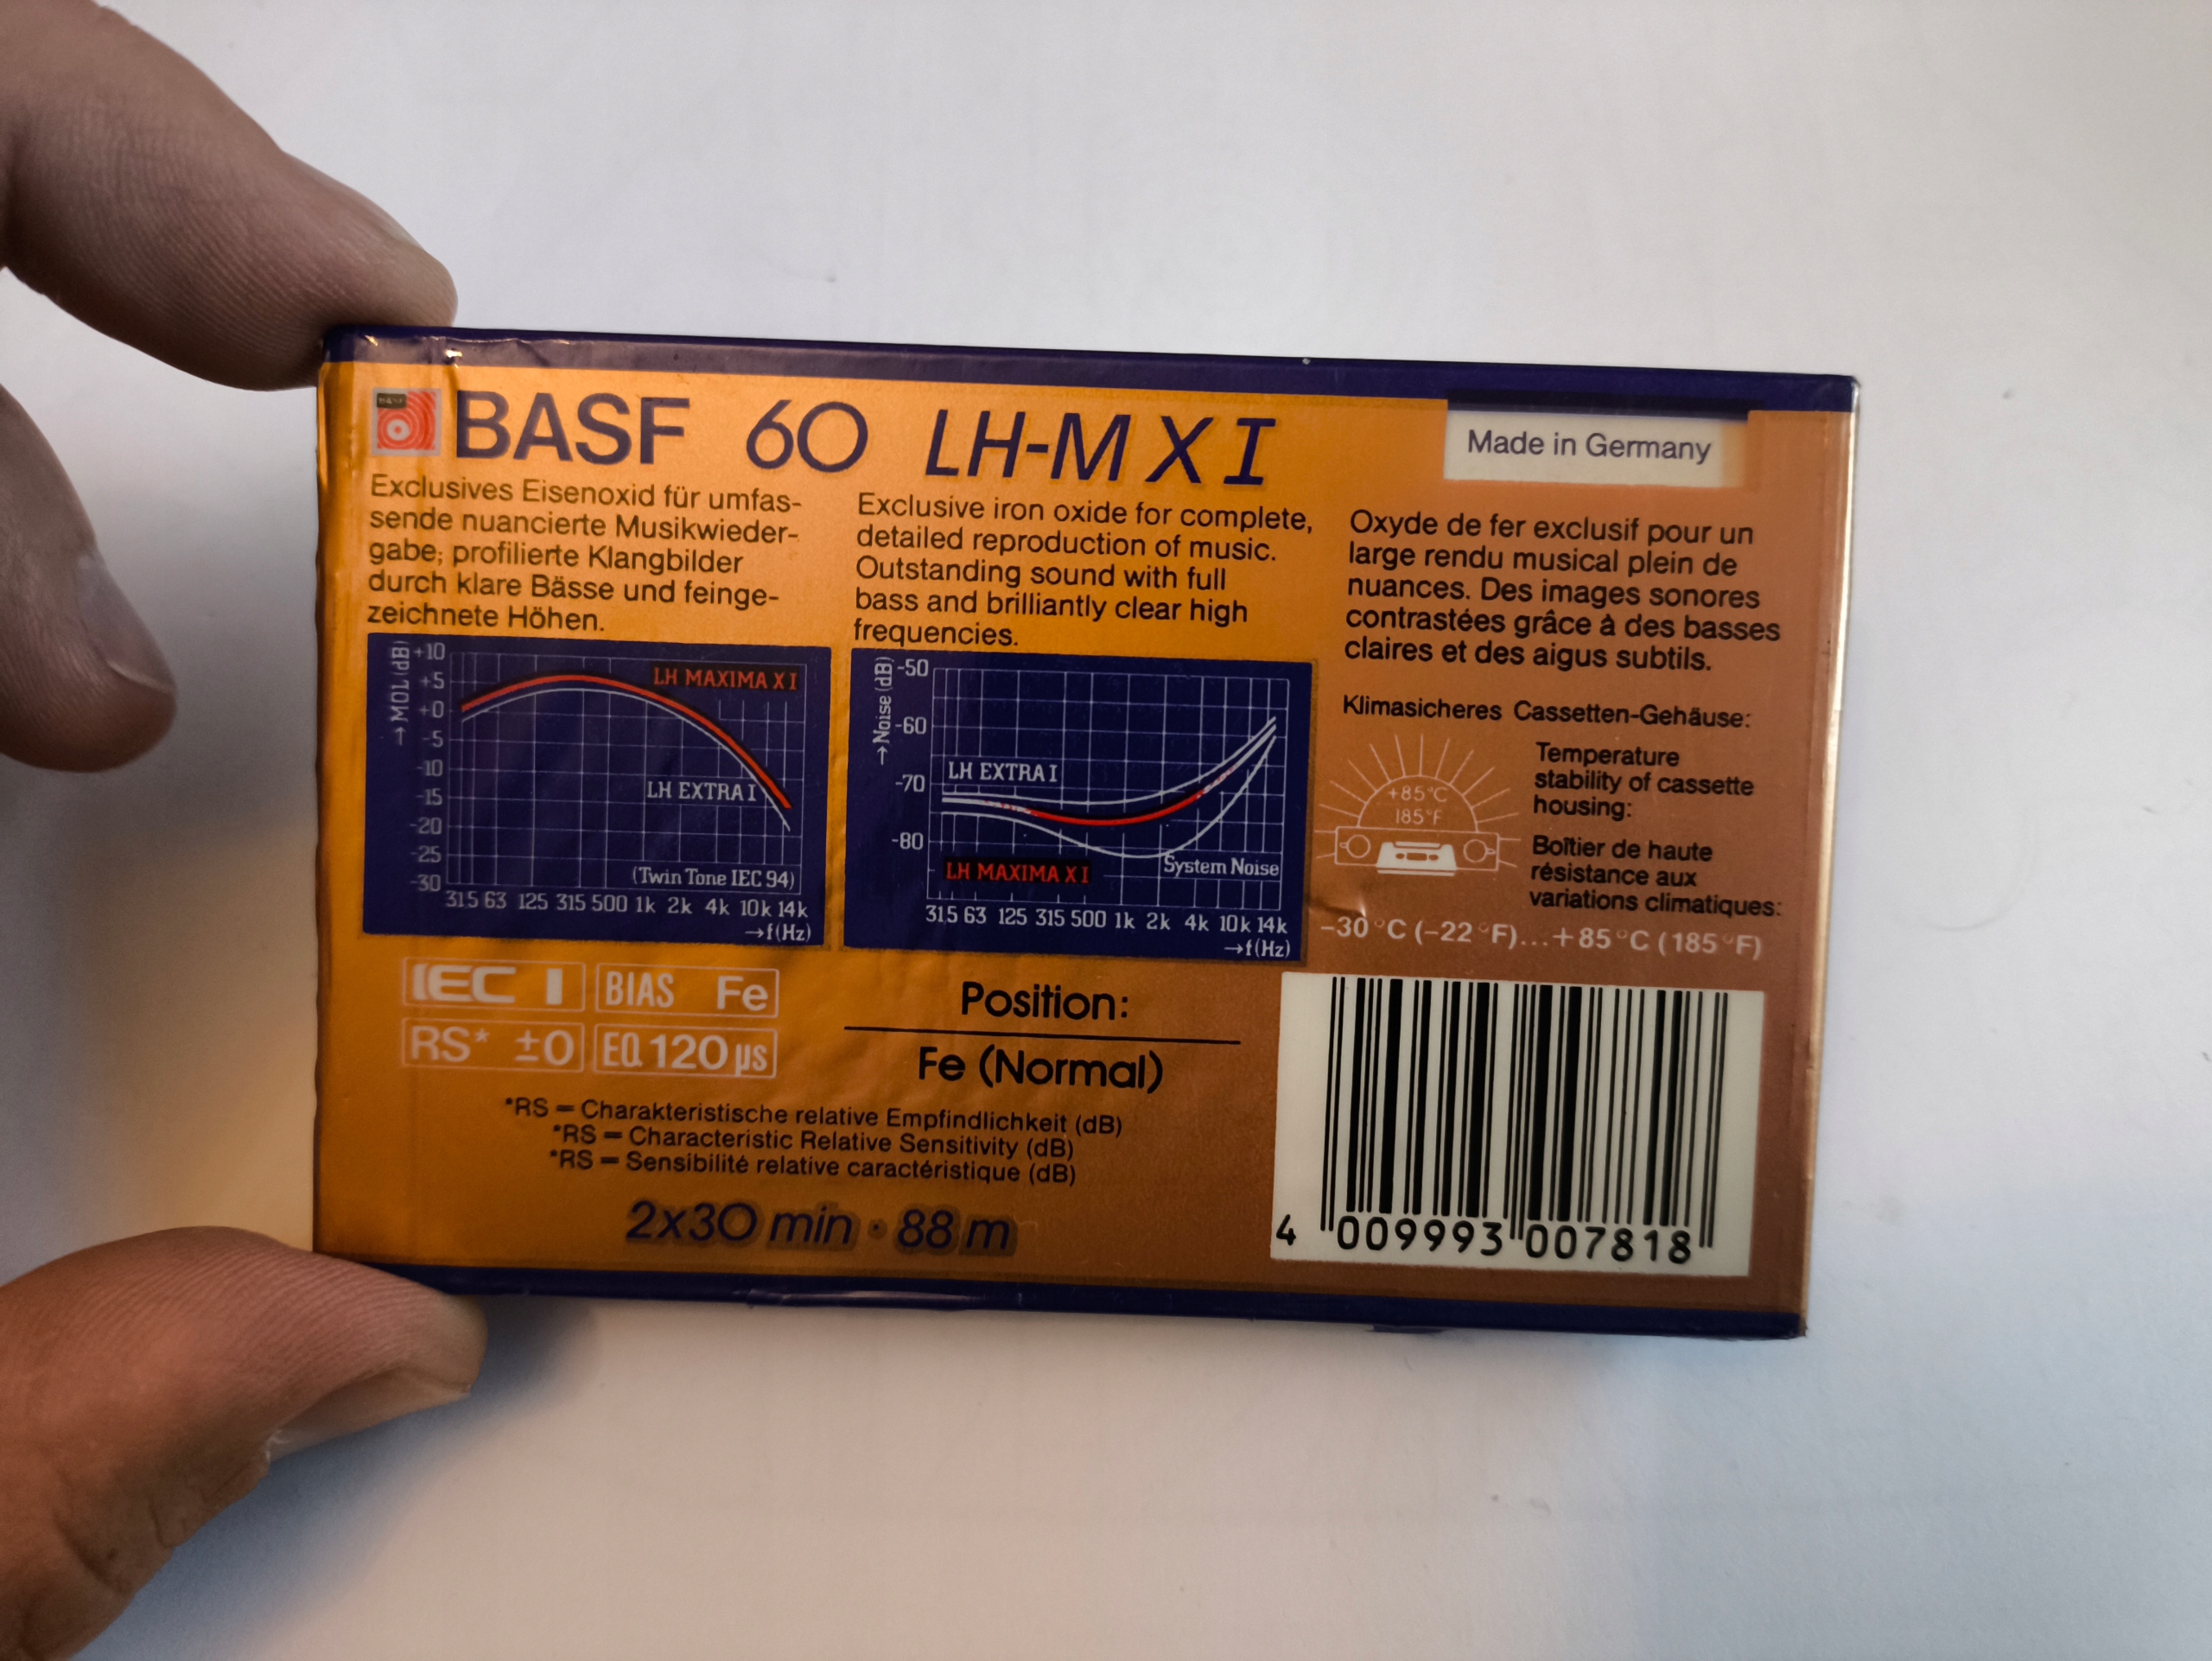 BASF 60 LH-M X I
Made in Germany
Exclusives Eisenoxid für umfas-
sende nuancierte Musikwieder-
gabe; profilierte Klangbilder
durch klare Bässe und feinge-
zeichnete Höhen.
Exclusive iron oxide for complete,
detailed reproduction of music.
Outstanding sound with full
bass and brilliantly clear high
frequencies.
Oxyde de fer exclusif pour un
large rendu musical plein de
nuances. Des images sonores
contrastées grâce à des basses
claires et des aigus subtils.
→MOL (dB)
+10
+5
+0
-5
-10
-15
-20
-25
-30
LH MAXIMA X I
LH EXTRA I
(Twin Tone IEC 94)
31.5 63 125 315 500 1k 2k 4k 10k 14k
→f(Hz)
→Noise (dB)
-50
-60
-70
-80
LH EXTRA I
LH MAXIMA X I
System Noise
31.5 63 125 315 500 1k 2k 4k 10k 14k
→f(Hz)
Klimasicheres Cassetten-Gehäuse:
+85°C
185°F
Temperature
stability of cassette
housing:
Boîtier de haute
résistance aux
variations climatiques:
-30°C (-22°F)...+85°C (185°F)
IEC I BIAS Fe
RS* ±0 EQ 120 µs
Position:
Fe (Normal)
*RS = Charakteristische relative Empfindlichkeit (dB)
*RS = Characteristic Relative Sensitivity (dB)
*RS = Sensibilité relative caractéristique (dB)
2x30 min · 88 m
4 009993 007818